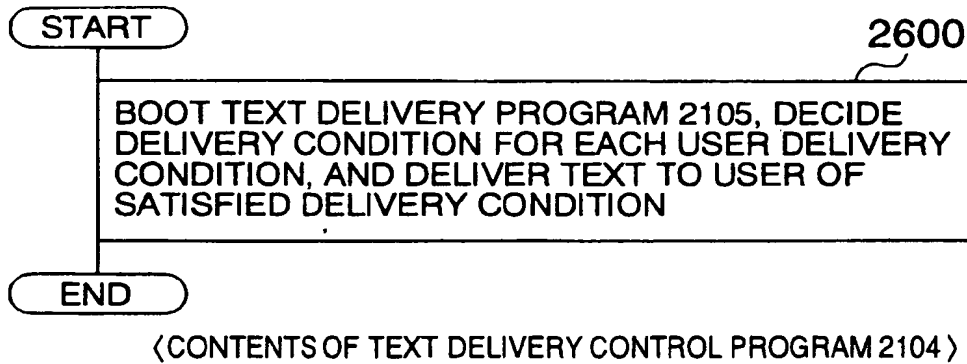 START
2600
BOOT TEXT DELIVERY PROGRAM 2105, DECIDE
DELIVERY CONDITION FOR EACH USER DELIVERY
CONDITION, AND DELIVER TEXT TO USER OF
SATISFIED DELIVERY CONDITION
END
〈CONTENTS OF TEXT DELIVERY CONTROL PROGRAM 2104〉